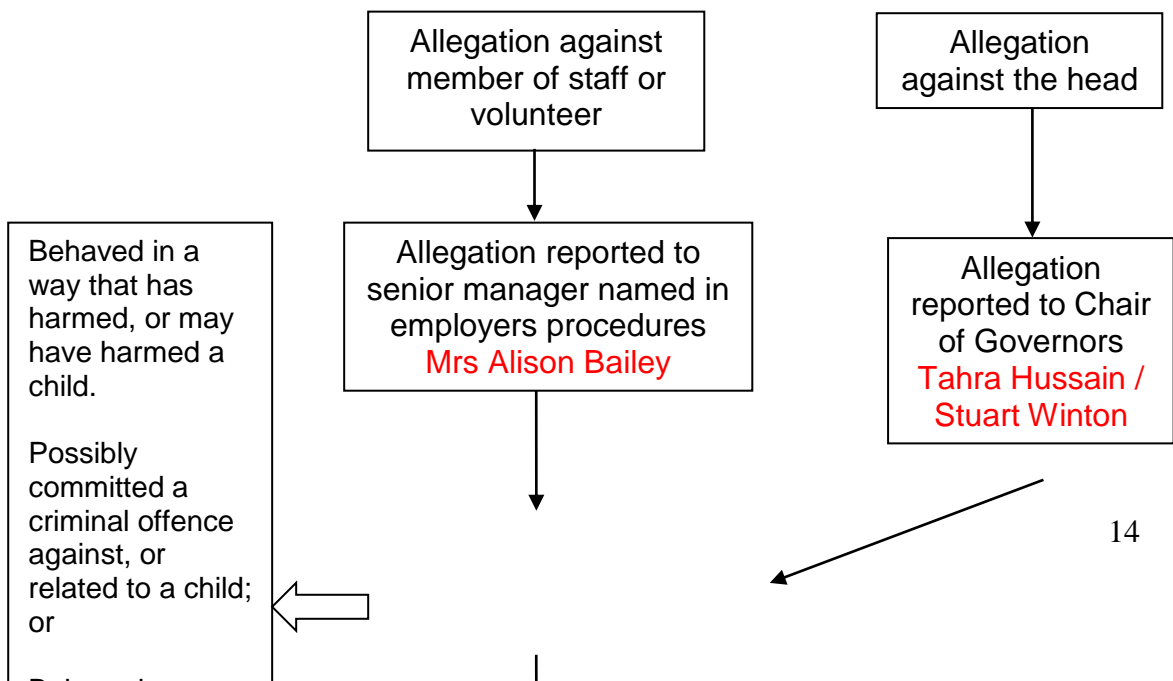 Allegation against
member of staff or
volunteer
Allegation
against the head
Allegation reported to
senior manager named in
employers procedures
Mrs Alison Bailey
Allegation
reported to Chair
of Governors
Tahra Hussain /
Stuart Winton
Behaved in a
way that has
harmed, or may
have harmed a
child.
Possibly
committed a
criminal offence
against, or
related to a child;
or
14